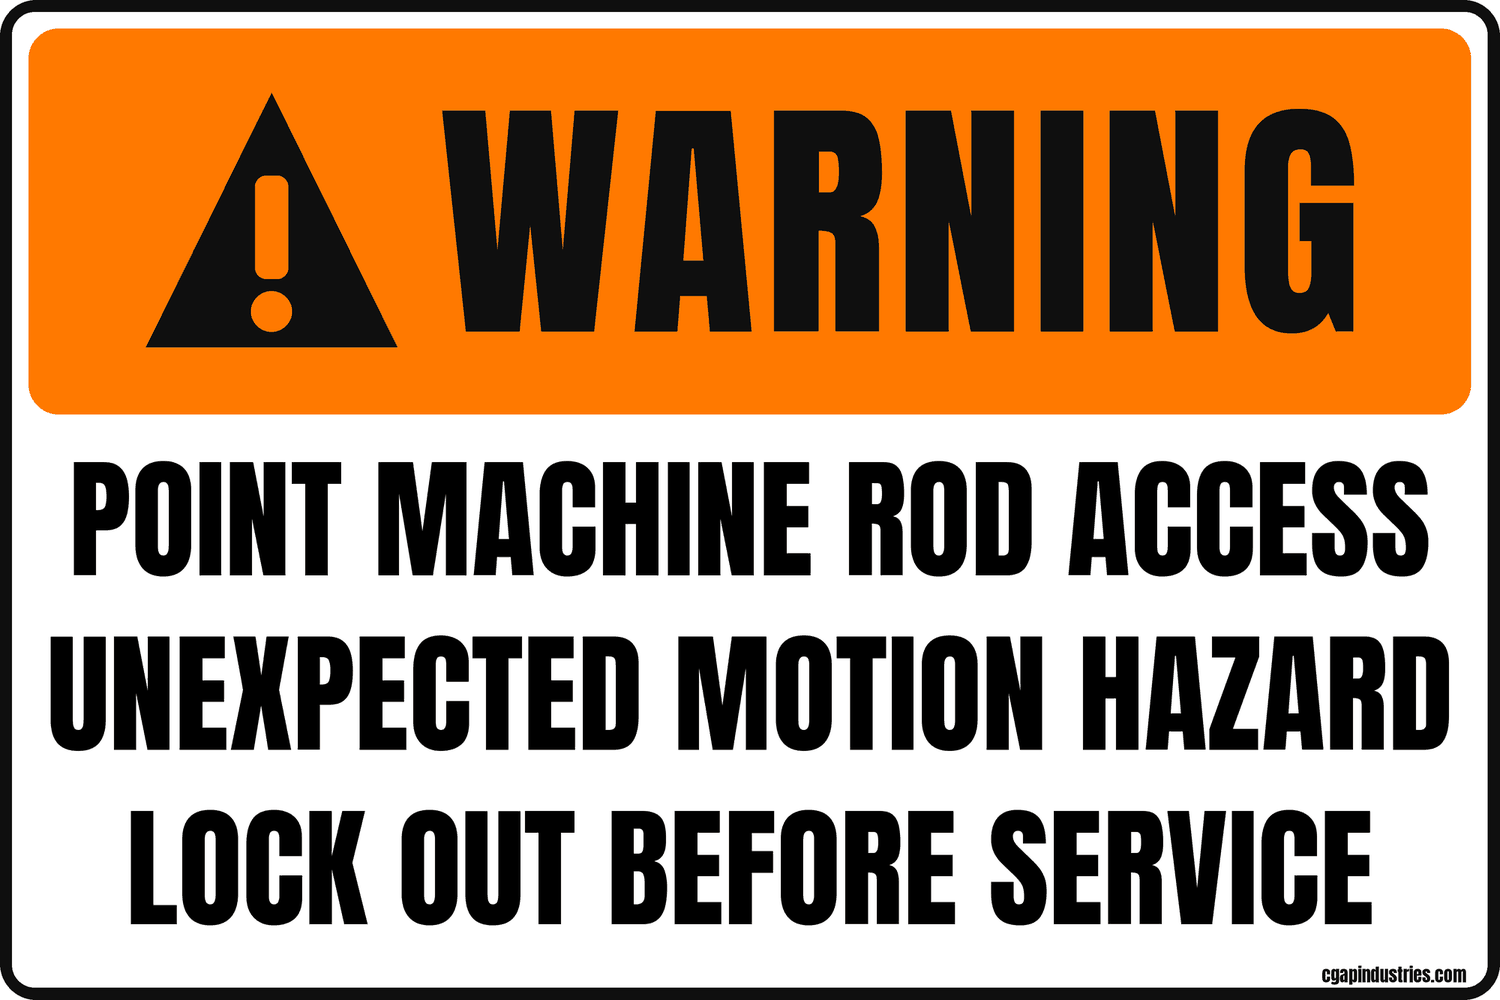 WARNING
POINT MACHINE ROD ACCESS
UNEXPECTED MOTION HAZARD
LOCK OUT BEFORE SERVICE
cgapindustries.com